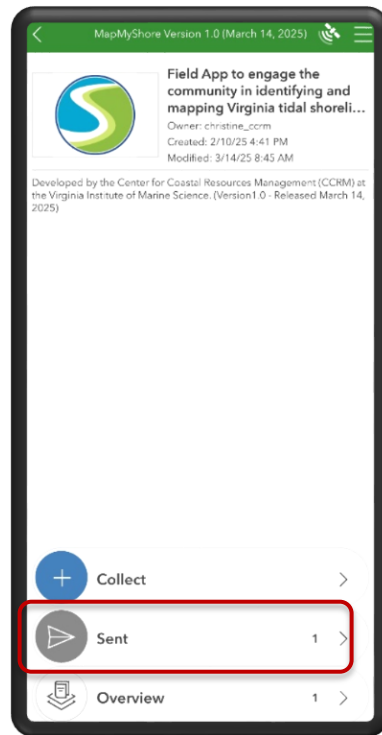 MapMyShore Version 1.0 (March 14, 2025)
Field App to engage the
community in identifying and
mapping Virginia tidal shoreli...
Owner: christine_ccrm
Created: 2/10/25 4:41 PM
Modified: 3/14/25 8:45 AM
Developed by the Center for Coastal Resources Management (CCRM) at
the Virginia Institute of Marine Science. (Version1.0 - Released March 14,
2025)
Collect
Sent 1
Overview 1